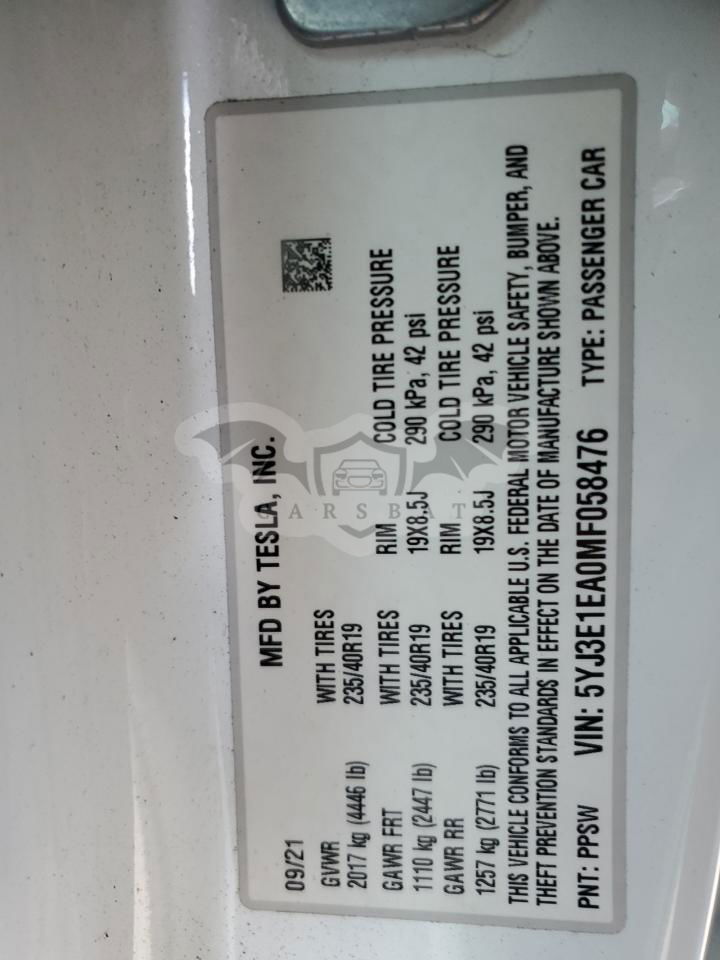 MFD BY TESLA, INC.
09/21
GVWR WITH TIRES
2017 kg (4446 lb) 235/40R19
GAWR FRT WITH TIRES RIM COLD TIRE PRESSURE
1110 kg (2447 lb) 235/40R19 19X8.5J 290 kPa, 42 psi
GAWR RR WITH TIRES RIM COLD TIRE PRESSURE
1257 kg (2771 lb) 235/40R19 19X8.5J 290 kPa, 42 psi
THIS VEHICLE CONFORMS TO ALL APPLICABLE U.S. FEDERAL MOTOR VEHICLE SAFETY, BUMPER, AND
THEFT PREVENTION STANDARDS IN EFFECT ON THE DATE OF MANUFACTURE SHOWN ABOVE.
PNT: PPSW VIN: 5YJ3E1EA0MF058476 TYPE: PASSENGER CAR
CARSBAT